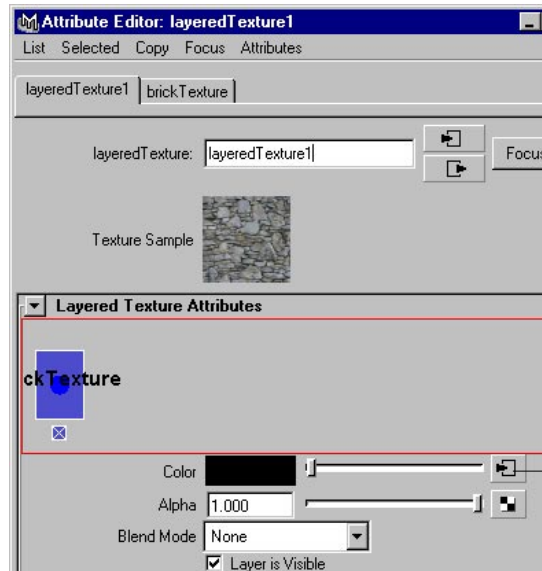 Attribute Editor: layeredTexture1
List Selected Copy Focus Attributes
layeredTexture1 brickTexture
layeredTexture: layeredTexture1
Focus
Texture Sample
Layered Texture Attributes
ckTexture
Color
Alpha 1.000
Blend Mode None
Layer is Visible